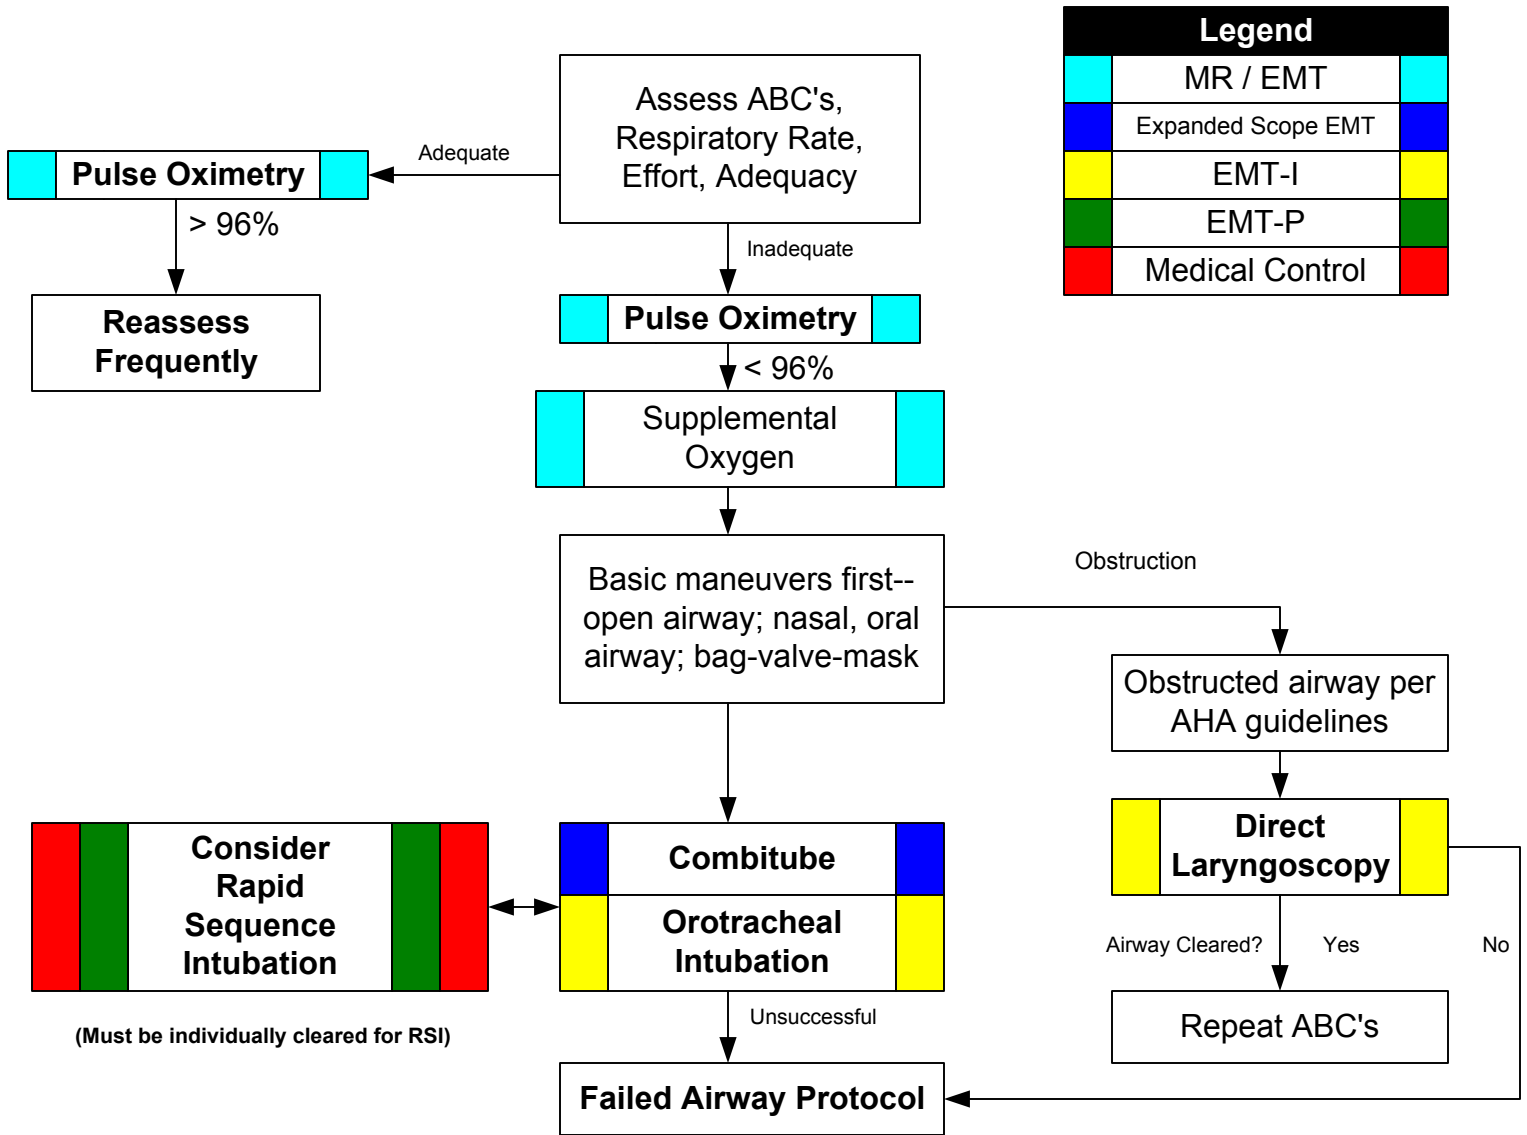 Legend
MR / EMT
Expanded Scope EMT
EMT-I
EMT-P
Medical Control
Assess ABC's,
Respiratory Rate,
Effort, Adequacy
Adequate
Pulse Oximetry
> 96%
Reassess
Frequently
Inadequate
Pulse Oximetry
< 96%
Supplemental
Oxygen
Basic maneuvers first--
open airway; nasal, oral
airway; bag-valve-mask
Obstruction
Obstructed airway per
AHA guidelines
Direct
Laryngoscopy
Airway Cleared?
Yes
No
Repeat ABC's
Consider
Rapid
Sequence
Intubation
(Must be individually cleared for RSI)
Combitube
Orotracheal
Intubation
Unsuccessful
Failed Airway Protocol